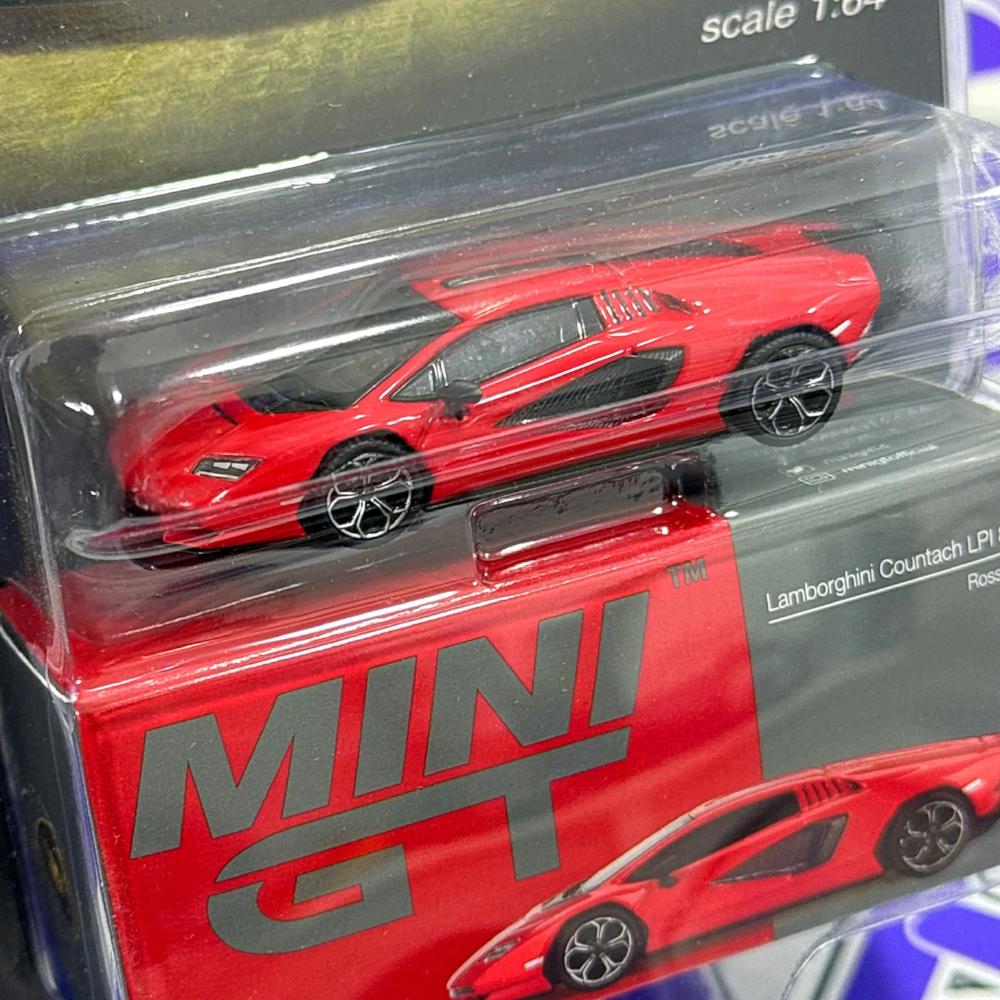 scale 1:64
Lamborghini Countach LPI
Ross
MINI
GT
TM